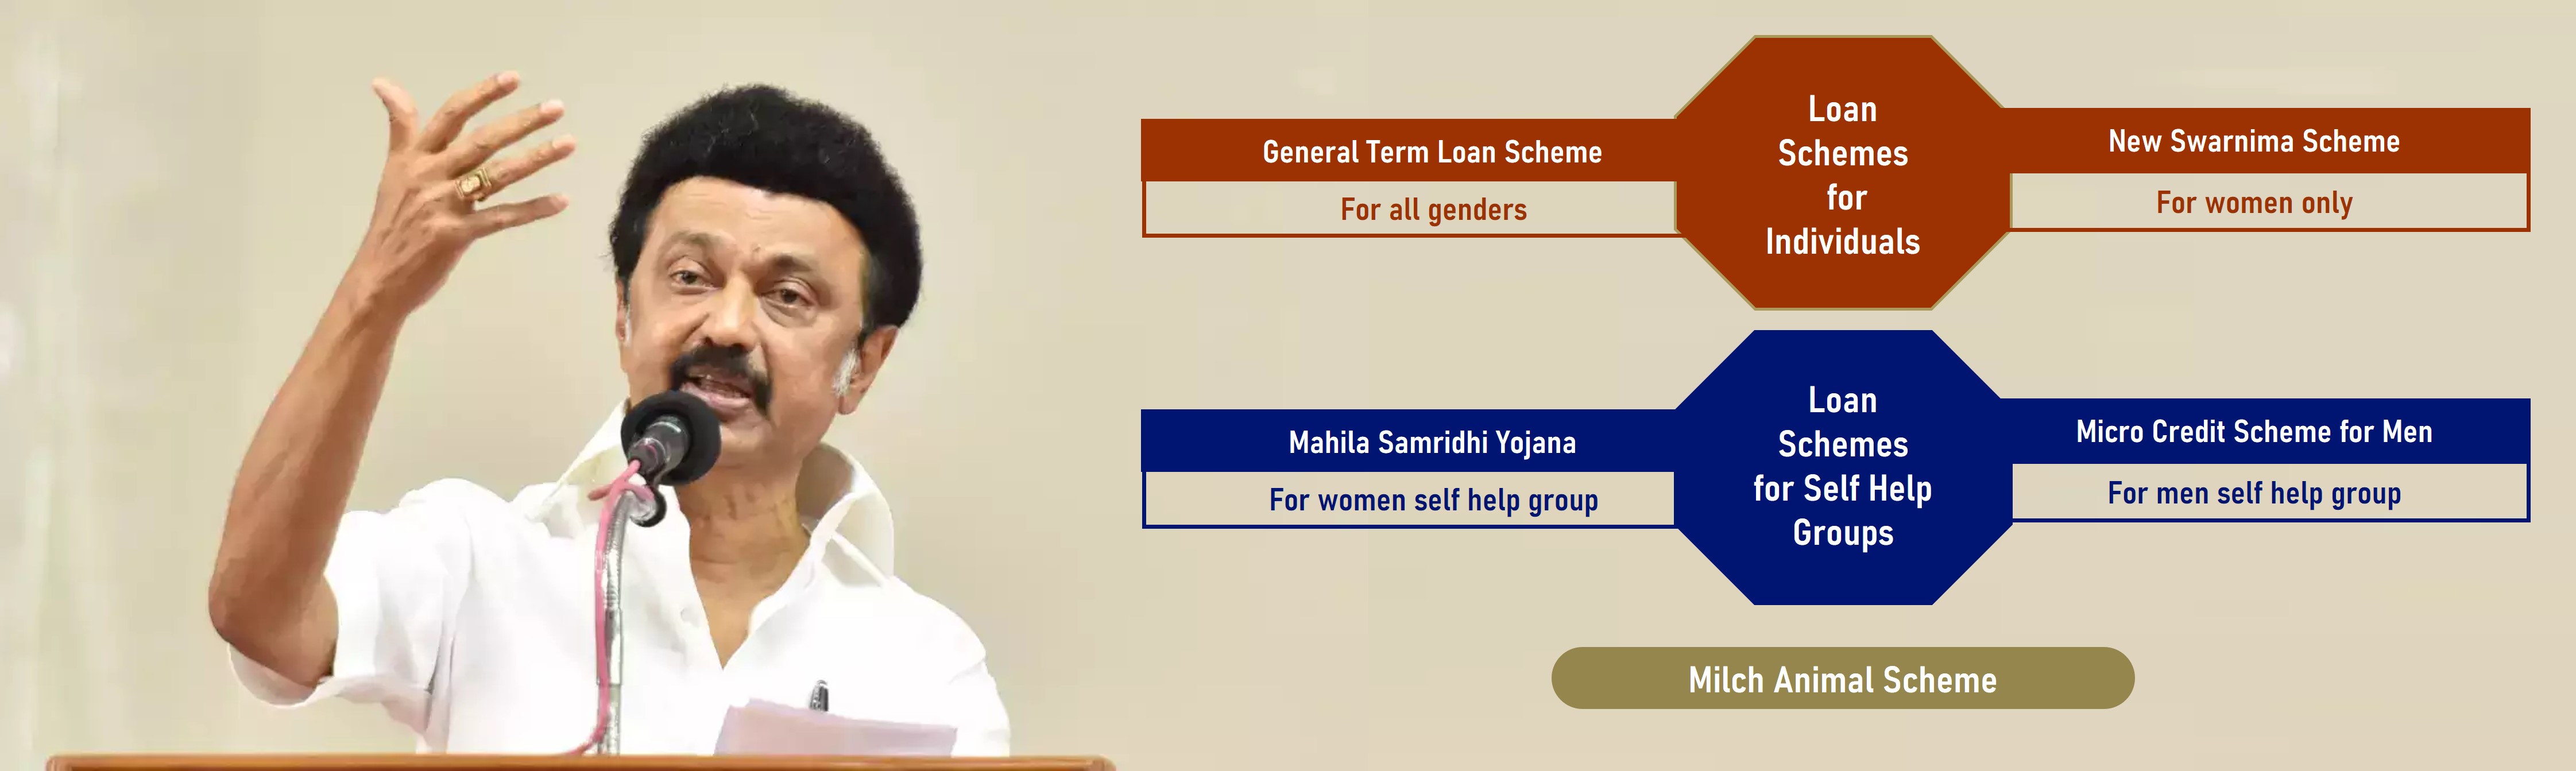 Loan
Schemes
for
Individuals
General Term Loan Scheme
For all genders
New Swarnima Scheme
For women only
Loan
Schemes
for Self Help
Groups
Mahila Samridhi Yojana
For women self help group
Micro Credit Scheme for Men
For men self help group
Milch Animal Scheme